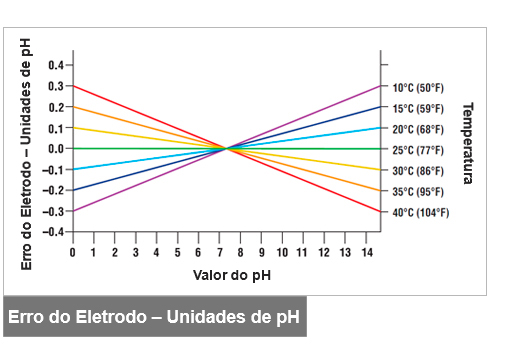 Erro do Eletrodo – Unidades de pH
0.4
0.3
0.2
0.1
0.0
–0.1
–0.2
–0.3
–0.4
0 1 2 3 4 5 6 7 8 9 10 11 12 13 14
Valor do pH
10°C (50°F)
15°C (59°F)
20°C (68°F)
25°C (77°F)
30°C (86°F)
35°C (95°F)
40°C (104°F)
Temperatura
Erro do Eletrodo – Unidades de pH